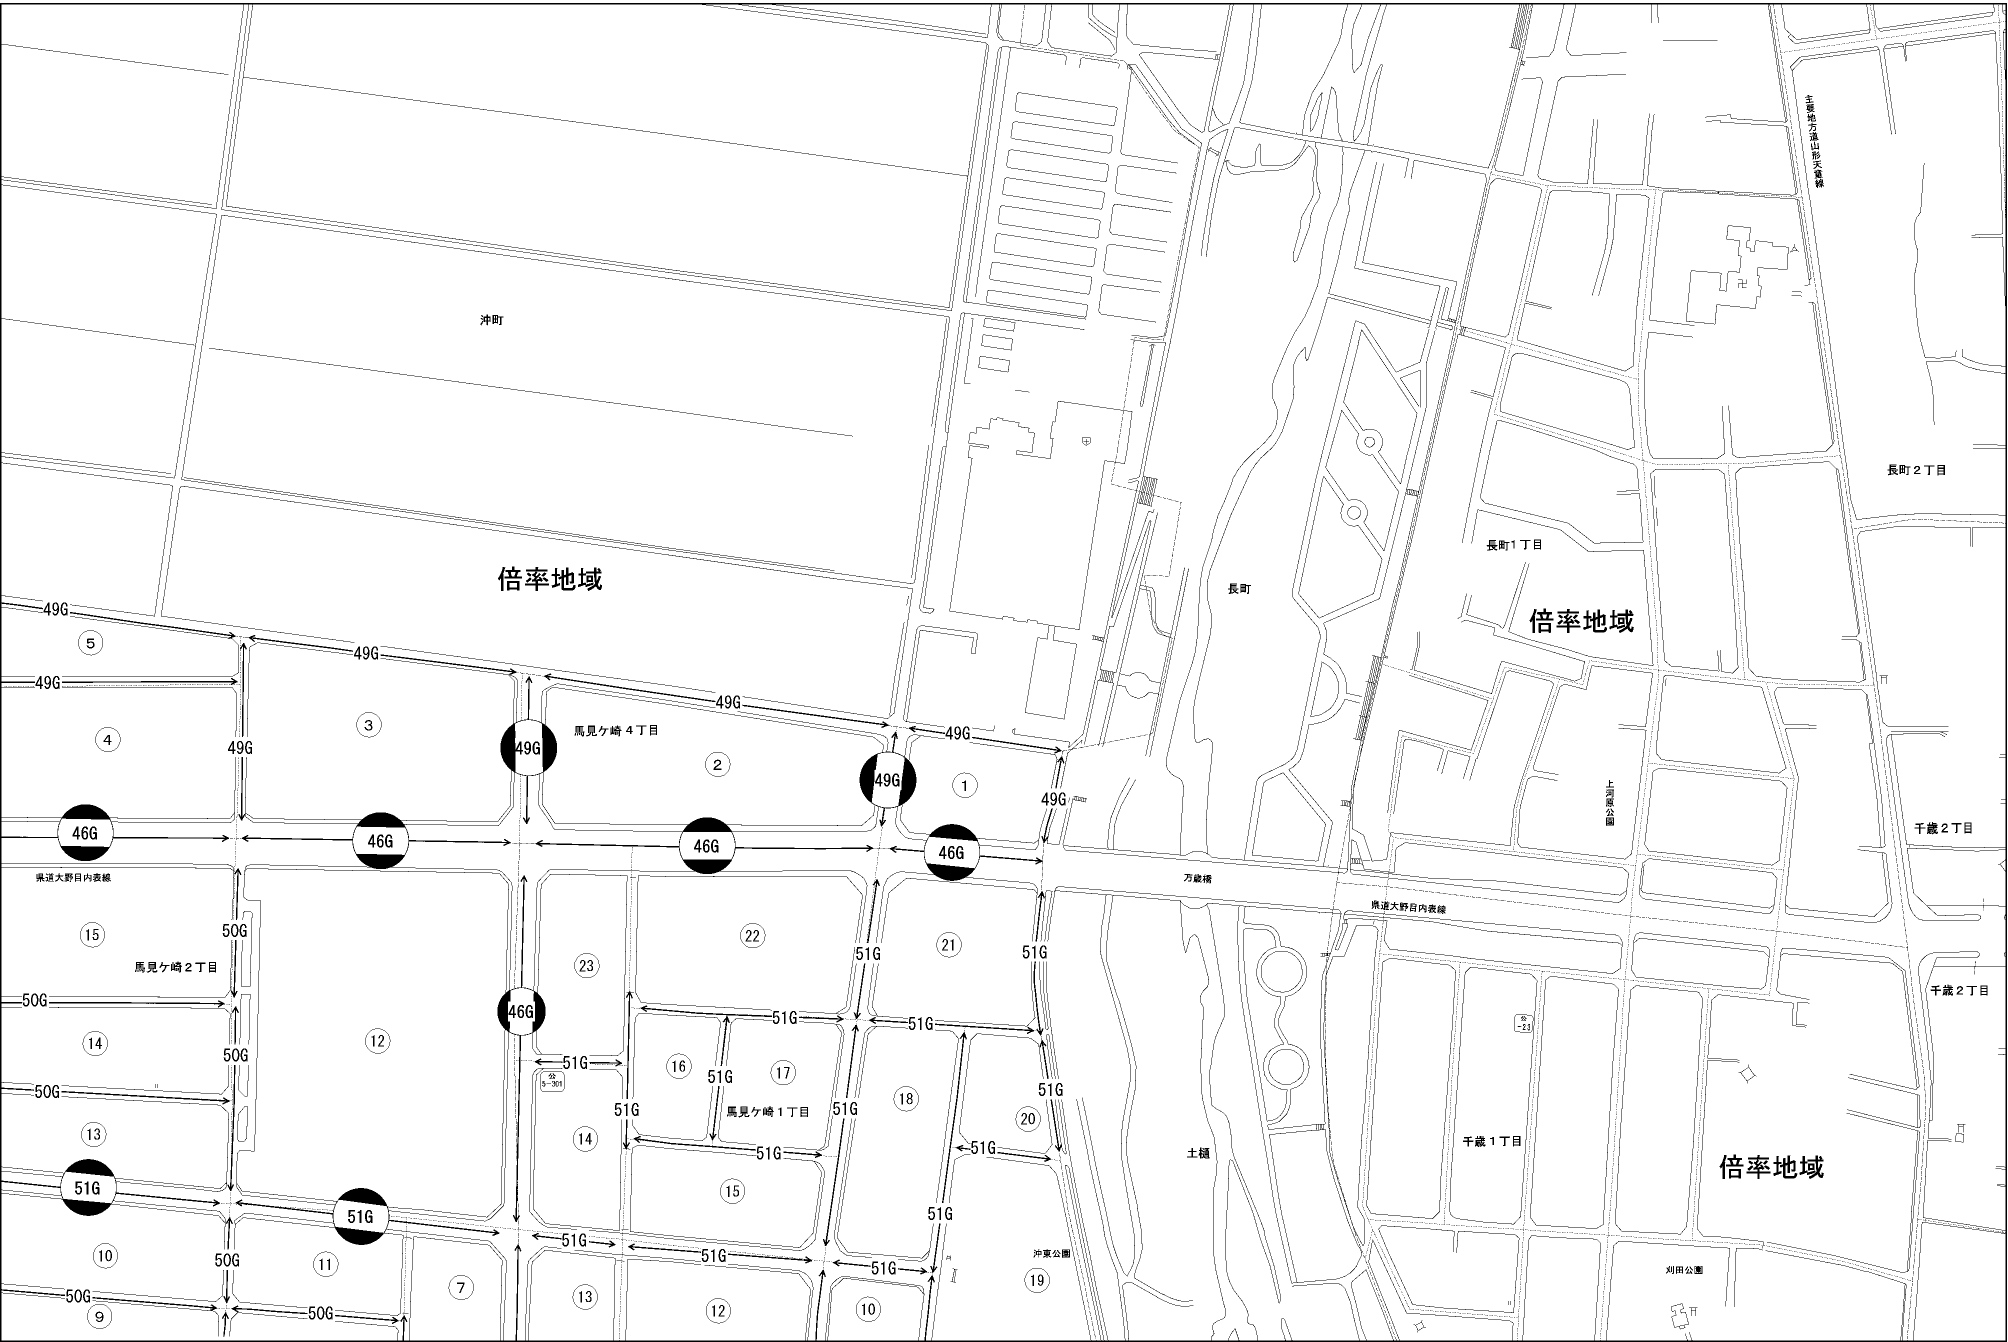 主要地方道山形天童線
沖町
長町2丁目
長町1丁目
倍率地域
長町
倍率地域
49G
5
49G
49G
3
49G
4
49G
49G
馬見ケ崎4丁目
2
49G
49G
1
49G
上河原公園
千歳2丁目
46G
46G
46G
46G
県道大野目内表線
万歳橋
県道大野目内表線
15
50G
馬見ケ崎2丁目
22
21
23
51G
51G
千歳2丁目
50G
46G
51G
51G
公
-23
14
50G
12
51G
16
17
公
5-301
51G
51G
50G
18
51G
51G
馬見ケ崎1丁目
20
13
14
51G
51G
千歳1丁目
土樋
倍率地域
51G
51G
15
51G
10
50G
11
51G
51G
51G
沖東公園
19
刈田公園
7
13
12
10
50G
50G
9